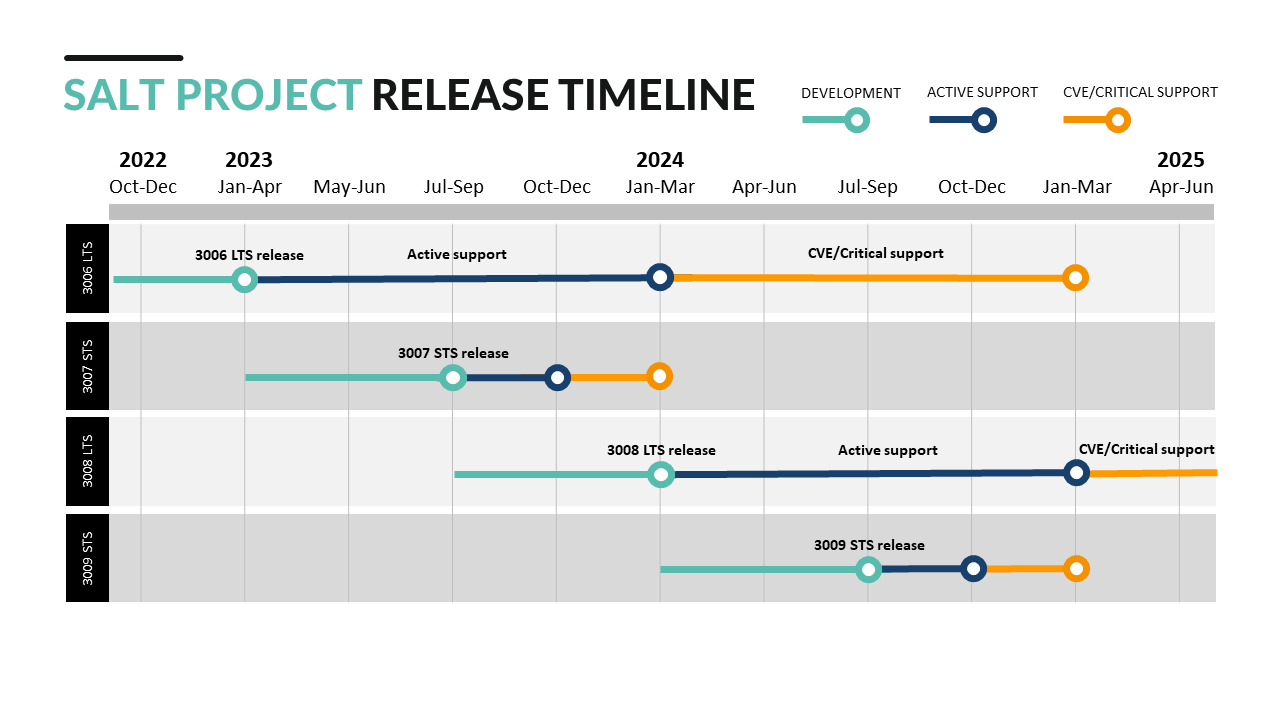 SALT PROJECT RELEASE TIMELINE
DEVELOPMENT ACTIVE SUPPORT CVE/CRITICAL SUPPORT
2022 2023 2024 2025
Oct-Dec Jan-Apr May-Jun Jul-Sep Oct-Dec Jan-Mar Apr-Jun Jul-Sep Oct-Dec Jan-Mar Apr-Jun
3006 LTS
3006 LTS release Active support CVE/Critical support
3007 STS
3007 STS release
3008 LTS
3008 LTS release Active support CVE/Critical support
3009 STS
3009 STS release